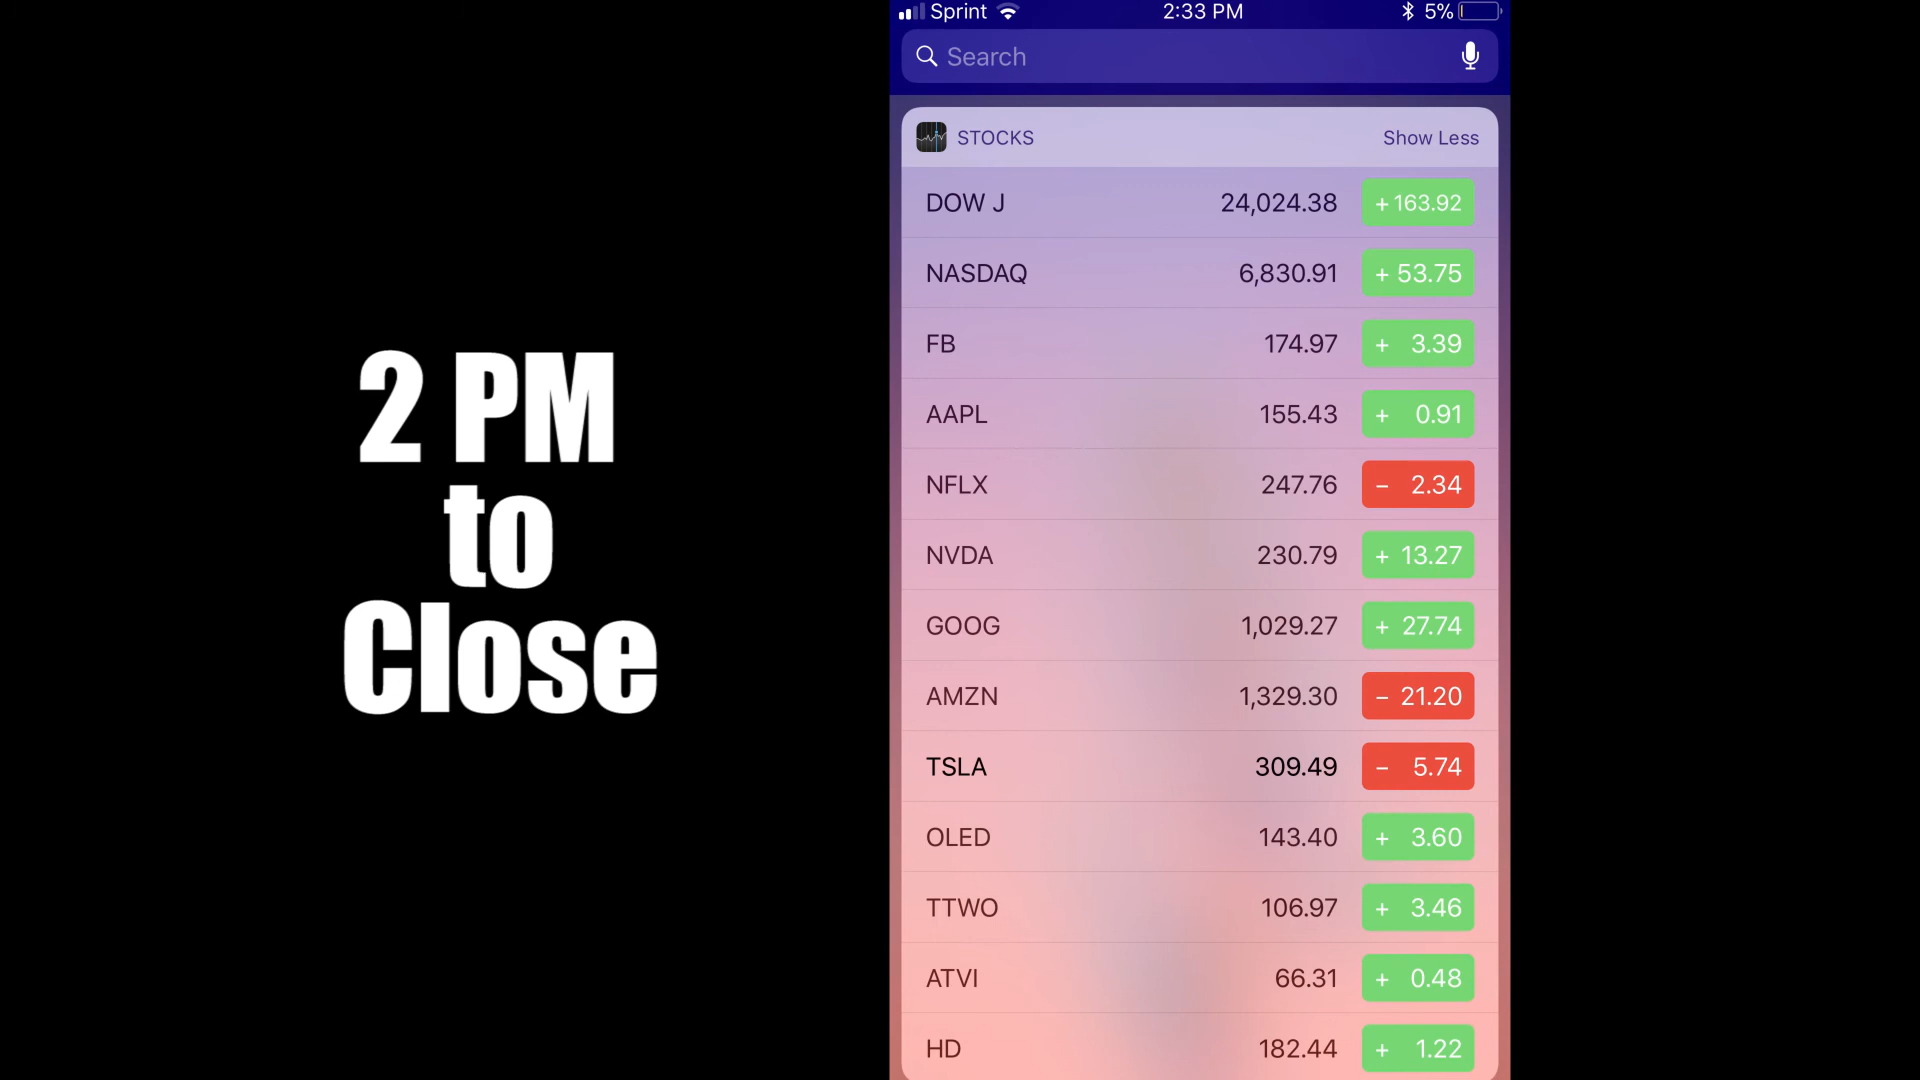 2 PM
to
Close
Sprint 2:33 PM 5%
Search
STOCKS Show Less
DOW J 24,024.38 +163.92
NASDAQ 6,830.91 + 53.75
FB 174.97 + 3.39
AAPL 155.43 + 0.91
NFLX 247.76 − 2.34
NVDA 230.79 + 13.27
GOOG 1,029.27 + 27.74
AMZN 1,329.30 − 21.20
TSLA 309.49 − 5.74
OLED 143.40 + 3.60
TTWO 106.97 + 3.46
ATVI 66.31 + 0.48
HD 182.44 + 1.22